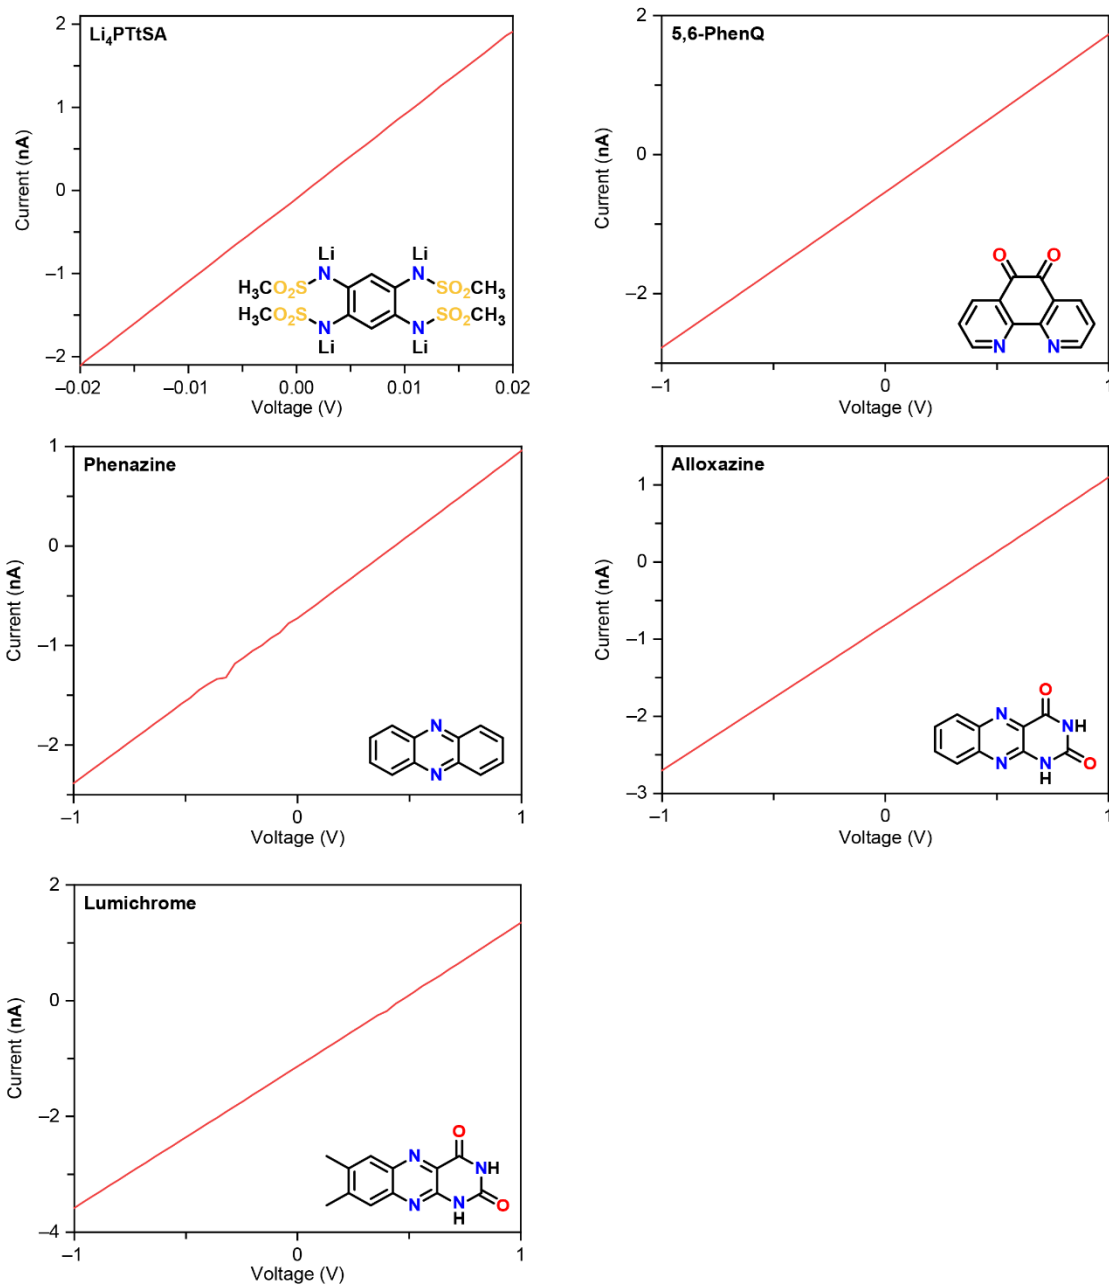 Li₄PTtSA
2
1
0
−1
−2
Current (nA)
Li Li
H₃CO₂S N N SO₂CH₃
H₃CO₂S N N SO₂CH₃
Li Li
−0.02 −0.01 0.00 0.01 0.02
Voltage (V)
5,6-PhenQ
2
0
−2
Current (nA)
O O
N N
−1 0 1
Voltage (V)
Phenazine
1
0
−1
−2
Current (nA)
N
N
−1 0 1
Voltage (V)
Alloxazine
1
0
−1
−2
−3
Current (nA)
O
N NH
N N O
H
−1 0 1
Voltage (V)
Lumichrome
2
0
−2
−4
Current (nA)
O
N NH
N N O
H
−1 0 1
Voltage (V)